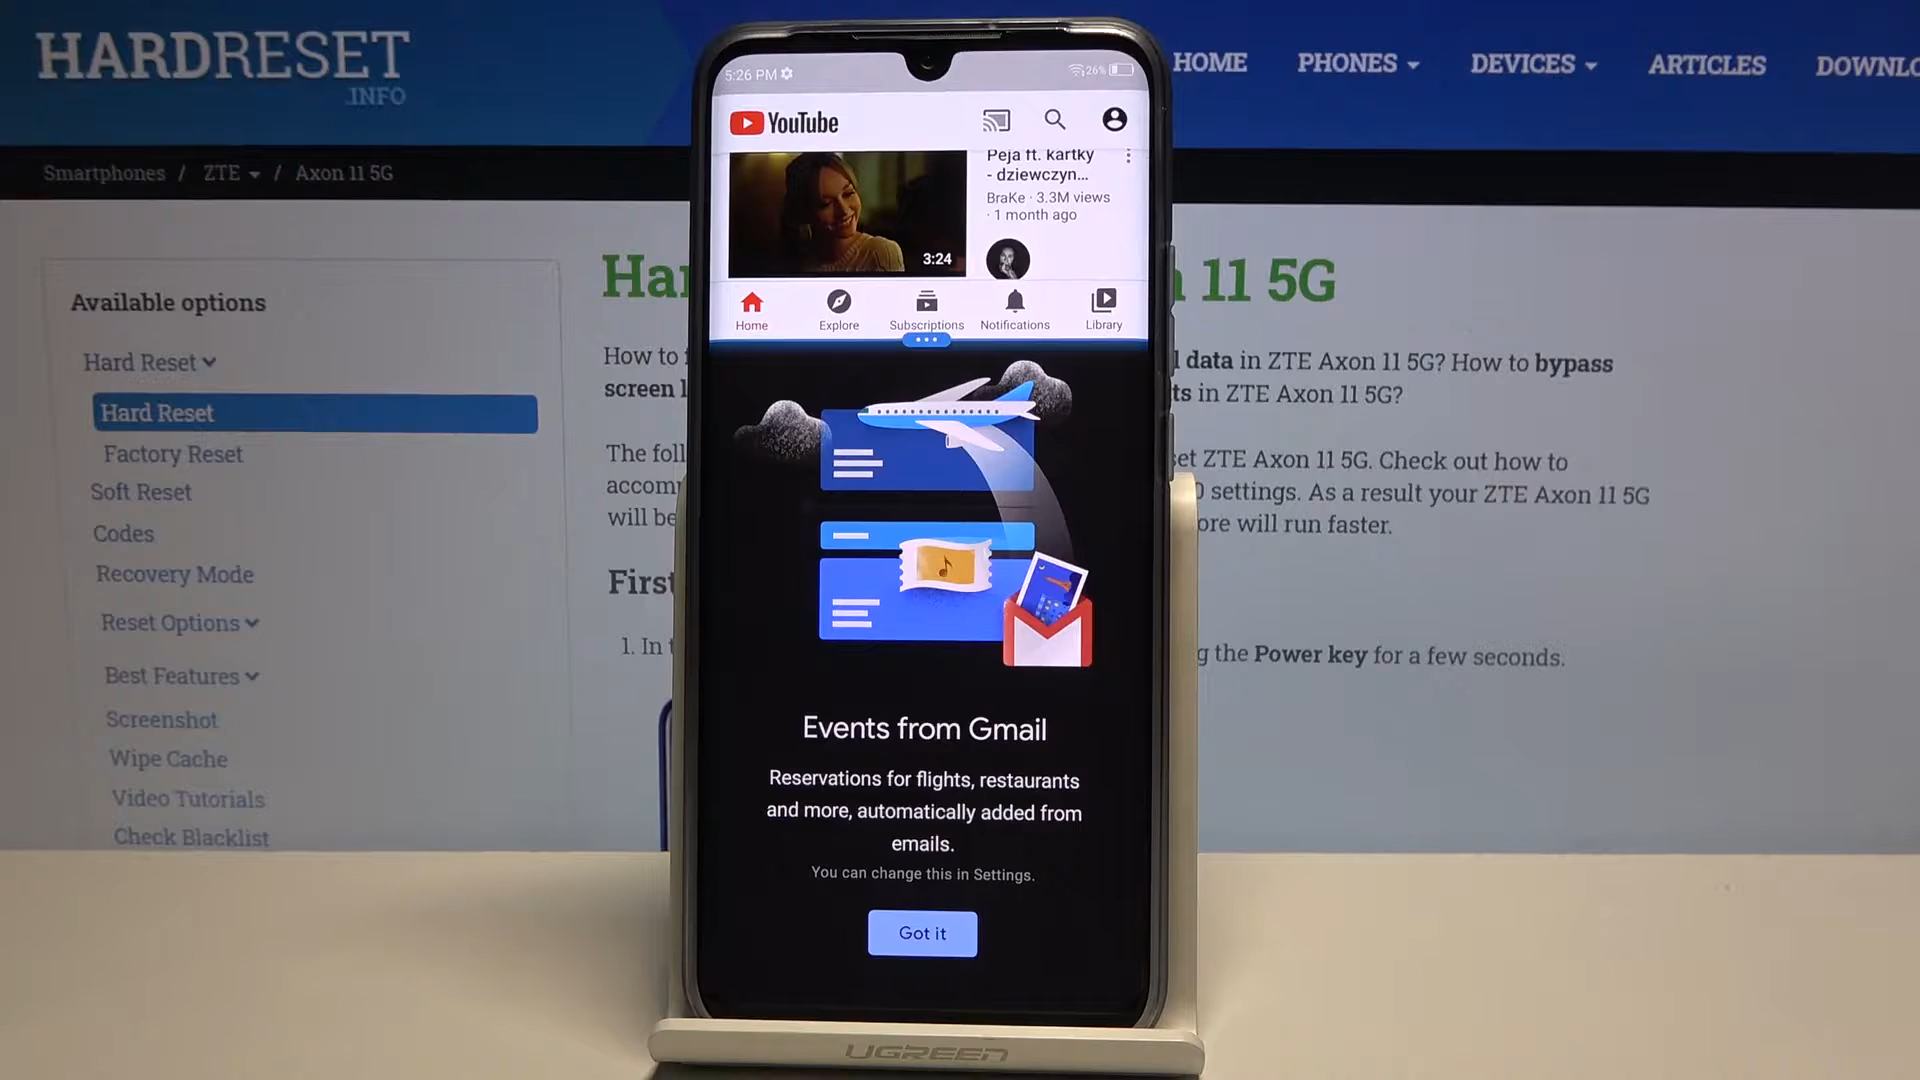 HARDRESET
.INFO
HOME
PHONES
DEVICES
ARTICLES
Smartphones / ZTE / Axon 11 5G
Available options
Hard Reset
Hard Reset
Factory Reset
Soft Reset
Codes
Recovery Mode
Reset Options
Best Features
Screenshot
Wipe Cache
Video Tutorials
Check Blacklist
11 5G
How to
data in ZTE Axon 11 5G? How to bypass
screen
in ZTE Axon 11 5G?
The
ZTE Axon 11 5G. Check out how to
settings. As a result your ZTE Axon 11 5G
will be
will run faster.
First
1. In
the Power key for a few seconds.
5:26 PM
26%
YouTube
Peja ft. kartky
- dziewczyn...
BraKe · 3.3M views
· 1 month ago
3:24
Home
Explore
Subscriptions
Notifications
Library
Events from Gmail
Reservations for flights, restaurants
and more, automatically added from
emails.
You can change this in Settings.
Got it
UGREEN